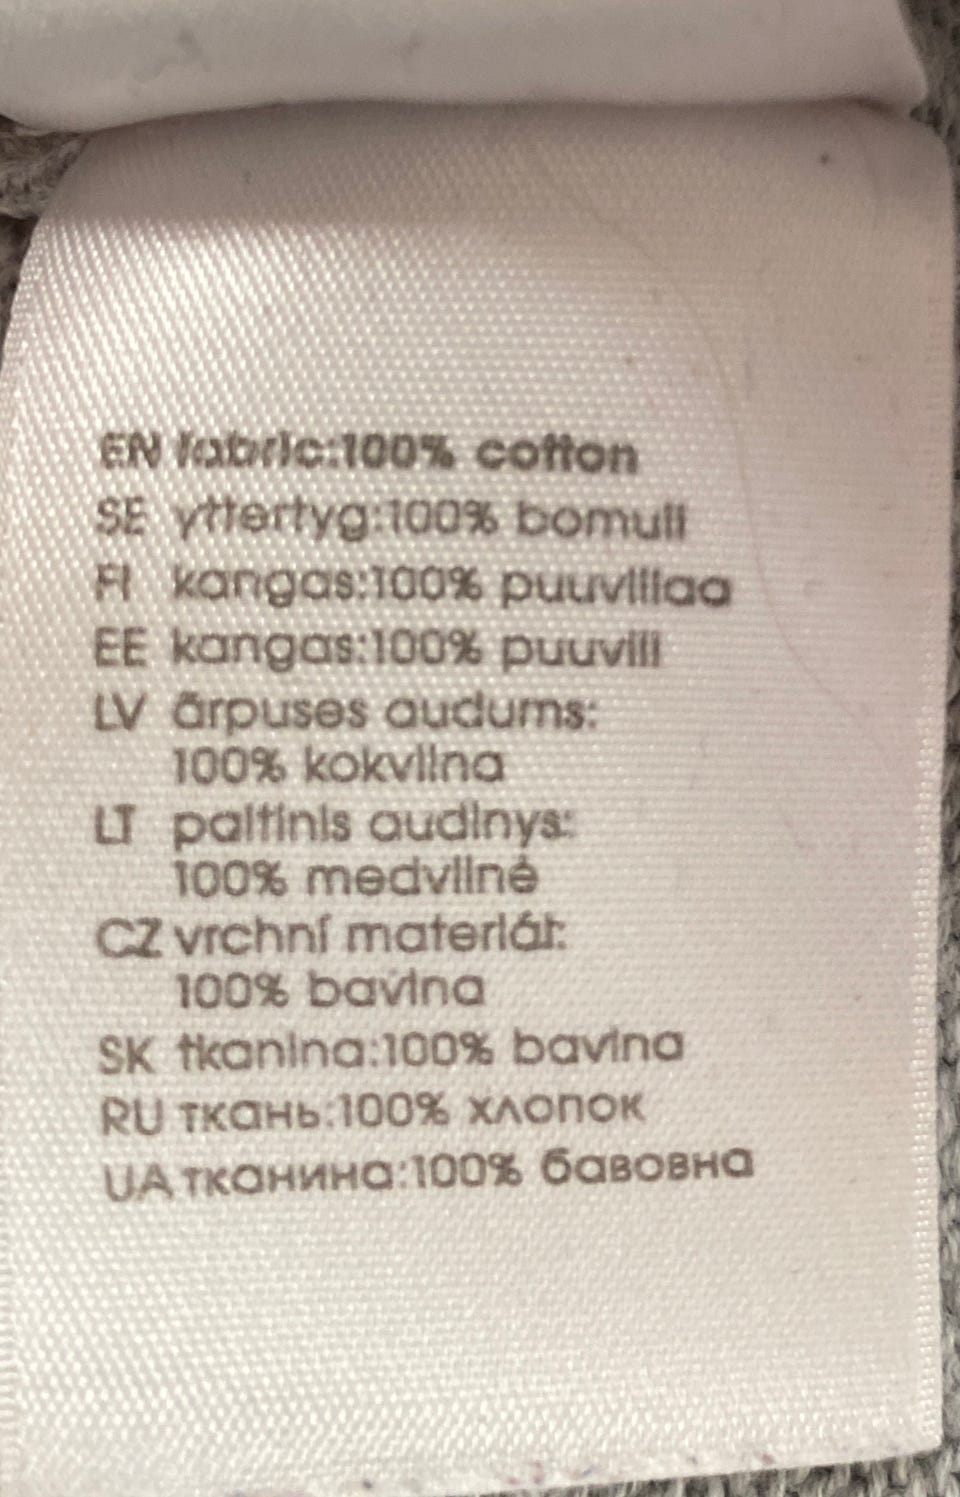 EN fabric:100% cotton
SE yttertyg:100% bomull
FI kangas:100% puuvillaa
EE kangas:100% puuvill
LV ārpuses audums:
100% kokvilna
LT paltinis audinys:
100% medvilnė
CZ vrchní materiál:
100% bavlna
SK tkanina:100% bavlna
RU ткань:100% хлопок
UA тканина:100% бавовна